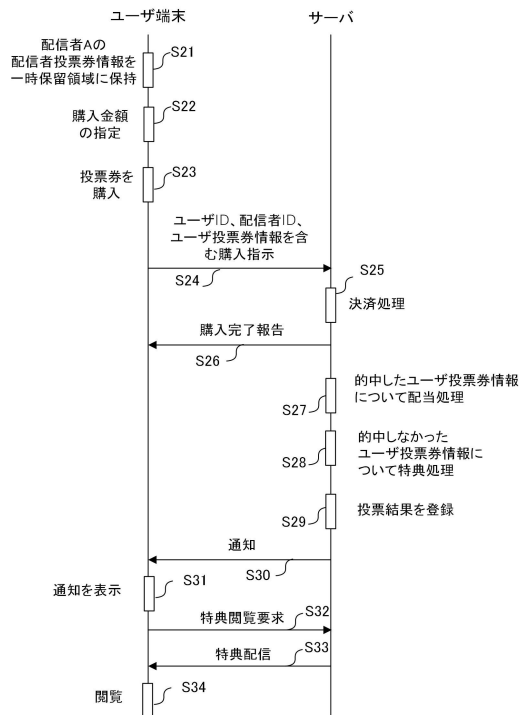 ユーザ端末
サーバ
配信者Aの
配信者投票券情報を
一時保留領域に保持
S21
購入金額
の指定
S22
投票券を
購入
S23
ユーザID、配信者ID、
ユーザ投票券情報を含
む購入指示
S24
S25
決済処理
購入完了報告
S26
的中したユーザ投票券情報
について配当処理
S27
的中しなかった
ユーザ投票券情報に
ついて特典処理
S28
投票結果を登録
S29
通知
S30
通知を表示
S31
特典閲覧要求
S32
特典配信
S33
閲覧
S34